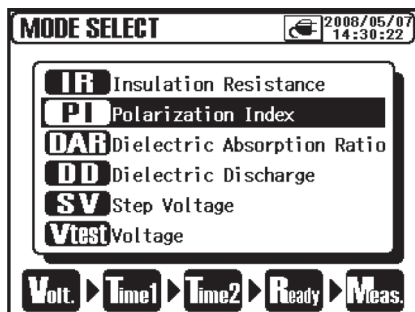 MODE SELECT 2008/05/07
14:30:22
IR Insulation Resistance
PI Polarization Index
DAR Dielectric Absorption Ratio
DD Dielectric Discharge
SV Step Voltage
Vtest Voltage
Volt. Time1 Time2 Ready Meas.